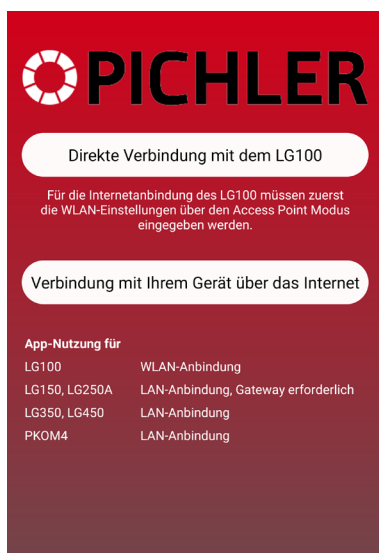 PICHLER
Direkte Verbindung mit dem LG100
Für die Internetanbindung des LG100 müssen zuerst
die WLAN-Einstellungen über den Access Point Modus
eingegeben werden.
Verbindung mit Ihrem Gerät über das Internet
App-Nutzung für
LG100 WLAN-Anbindung
LG150, LG250A LAN-Anbindung, Gateway erforderlich
LG350, LG450 LAN-Anbindung
PKOM4 LAN-Anbindung